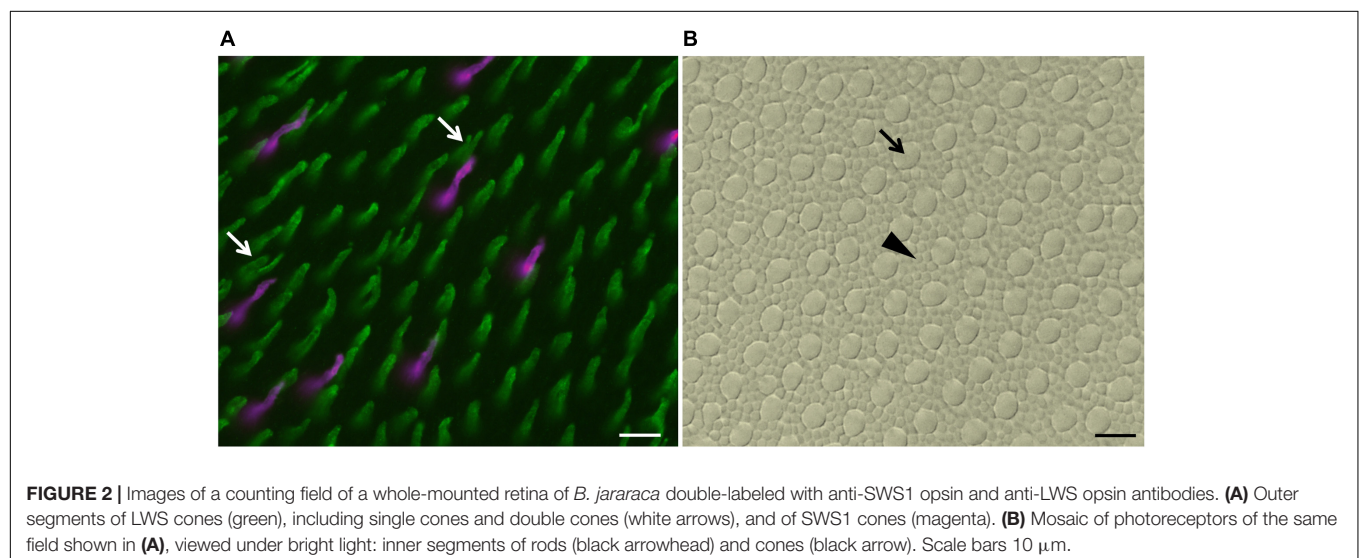 A
B
FIGURE 2 | Images of a counting field of a whole-mounted retina of B. jararaca double-labeled with anti-SWS1 opsin and anti-LWS opsin antibodies. (A) Outer
segments of LWS cones (green), including single cones and double cones (white arrows), and of SWS1 cones (magenta). (B) Mosaic of photoreceptors of the same
field shown in (A), viewed under bright light: inner segments of rods (black arrowhead) and cones (black arrow). Scale bars 10 μm.